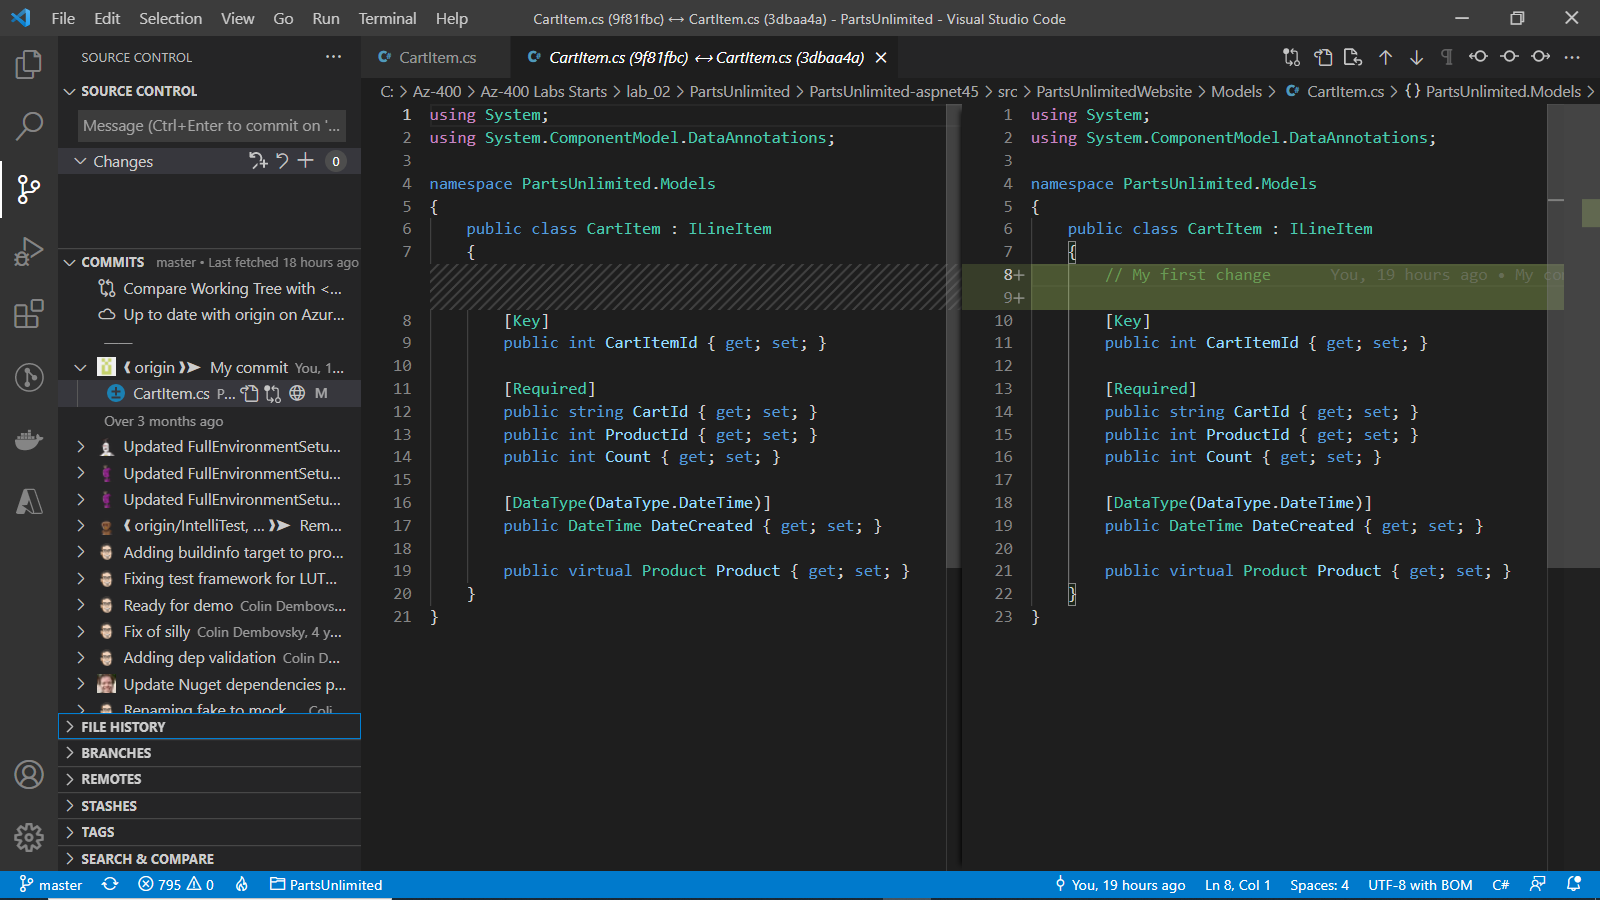 File Edit Selection View Go Run Terminal Help
CartItem.cs (9f81fbc) ↔ CartItem.cs (3dbaa4a) - PartsUnlimited - Visual Studio Code
SOURCE CONTROL
SOURCE CONTROL
Message (Ctrl+Enter to commit on '...
Changes 0
COMMITS master • Last fetched 18 hours ago
Compare Working Tree with <...
Up to date with origin on Azur...
origin My commit You, 1...
CartItem.cs P... M
Over 3 months ago
Updated FullEnvironmentSetu...
Updated FullEnvironmentSetu...
Updated FullEnvironmentSetu...
origin/IntelliTest, ... Rem...
Adding buildinfo target to pro...
Fixing test framework for LUT...
Ready for demo Colin Dembovs...
Fix of silly Colin Dembovsky, 4 y...
Adding dep validation Colin D...
Update Nuget dependencies p...
Renaming fake to mock Coli
FILE HISTORY
BRANCHES
REMOTES
STASHES
TAGS
SEARCH & COMPARE
CartItem.cs
CartItem.cs (9f81fbc) ↔ CartItem.cs (3dbaa4a)
C: > Az-400 > Az-400 Labs Starts > lab_02 > PartsUnlimited > PartsUnlimited-aspnet45 > src > PartsUnlimitedWebsite > Models > CartItem.cs > {} PartsUnlimited.Models >
1 using System;
2 using System.ComponentModel.DataAnnotations;
3
4 namespace PartsUnlimited.Models
5 {
6 public class CartItem : ILineItem
7 {
8 [Key]
9 public int CartItemId { get; set; }
10
11 [Required]
12 public string CartId { get; set; }
13 public int ProductId { get; set; }
14 public int Count { get; set; }
15
16 [DataType(DataType.DateTime)]
17 public DateTime DateCreated { get; set; }
18
19 public virtual Product Product { get; set; }
20 }
21 }
1 using System;
2 using System.ComponentModel.DataAnnotations;
3
4 namespace PartsUnlimited.Models
5 {
6 public class CartItem : ILineItem
7 {
8+ // My first change You, 19 hours ago • My co
9+
10 [Key]
11 public int CartItemId { get; set; }
12
13 [Required]
14 public string CartId { get; set; }
15 public int ProductId { get; set; }
16 public int Count { get; set; }
17
18 [DataType(DataType.DateTime)]
19 public DateTime DateCreated { get; set; }
20
21 public virtual Product Product { get; set; }
22 }
23 }
master 795 0 PartsUnlimited
You, 19 hours ago Ln 8, Col 1 Spaces: 4 UTF-8 with BOM C#